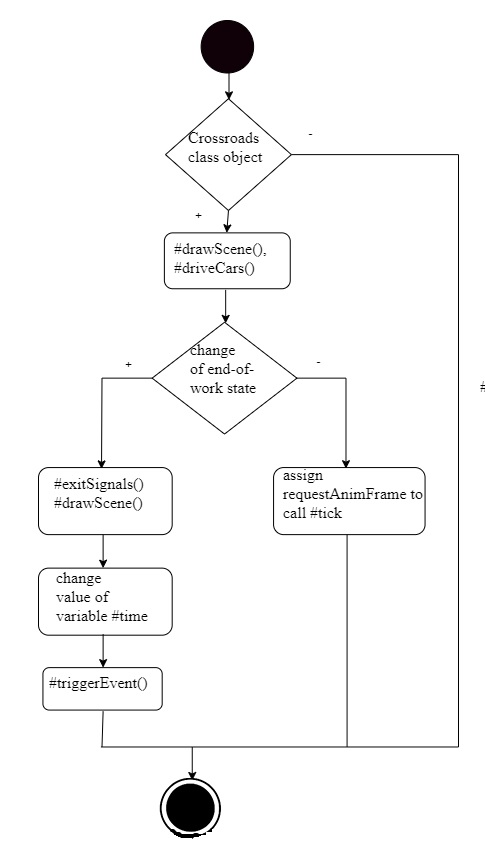 -
Crossroads
class object
+
#drawScene(),
#driveCars()
change
of end-of-
work state
+
-
#
#exitSignals()
#drawScene()
assign
requestAnimFrame to
call #tick
change
value of
variable #time
#triggerEvent()